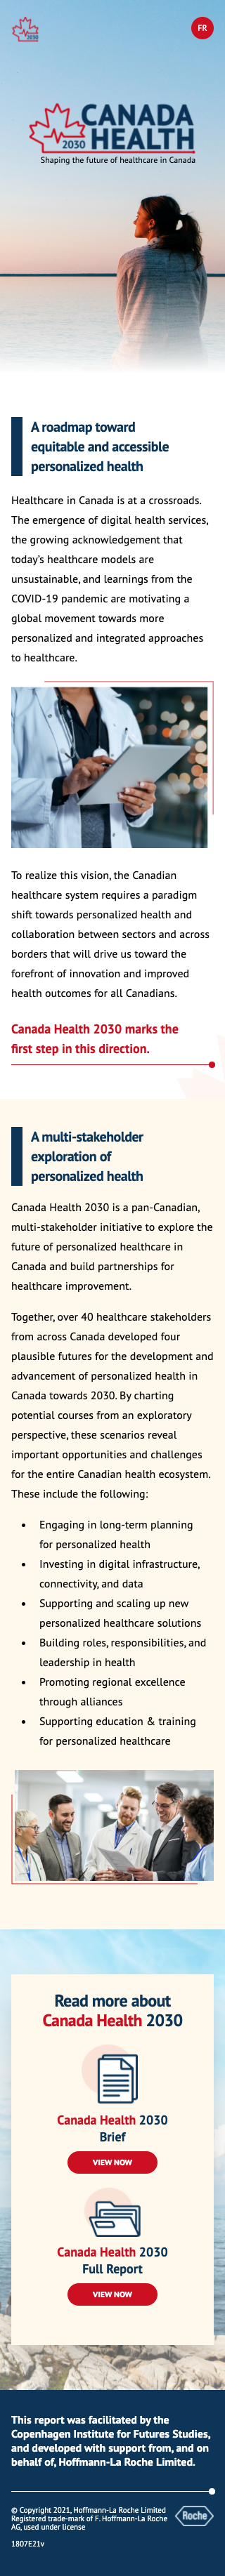 2030
FR
CANADA
HEALTH
2030
Shaping the future of healthcare in Canada
A roadmap toward
equitable and accessible
personalized health
Healthcare in Canada is at a crossroads.
The emergence of digital health services,
the growing acknowledgement that
today's healthcare models are
unsustainable, and learnings from the
COVID-19 pandemic are motivating a
global movement towards more
personalized and integrated approaches
to healthcare.
To realize this vision, the Canadian
healthcare system requires a paradigm
shift towards personalized health and
collaboration between sectors and across
borders that will drive us toward the
forefront of innovation and improved
health outcomes for all Canadians.
Canada Health 2030 marks the
first step in this direction.
A multi-stakeholder
exploration of
personalized health
Canada Health 2030 is a pan-Canadian,
multi-stakeholder initiative to explore the
future of personalized healthcare in
Canada and build partnerships for
healthcare improvement.
Together, over 40 healthcare stakeholders
from across Canada developed four
plausible futures for the development and
advancement of personalized health in
Canada towards 2030. By charting
potential courses from an exploratory
perspective, these scenarios reveal
important opportunities and challenges
for the entire Canadian health ecosystem.
These include the following:
• Engaging in long-term planning
for personalized health
• Investing in digital infrastructure,
connectivity, and data
• Supporting and scaling up new
personalized healthcare solutions
• Building roles, responsibilities, and
leadership in health
• Promoting regional excellence
through alliances
• Supporting education & training
for personalized healthcare
Read more about
Canada Health 2030
Canada Health 2030
Brief
VIEW NOW
Canada Health 2030
Full Report
VIEW NOW
This report was facilitated by the
Copenhagen Institute for Futures Studies,
and developed with support from, and on
behalf of, Hoffmann-La Roche Limited.
© Copyright 2021, Hoffmann-La Roche Limited
Registered trade-mark of F. Hoffmann-La Roche
AG, used under license
Roche
1807E21v